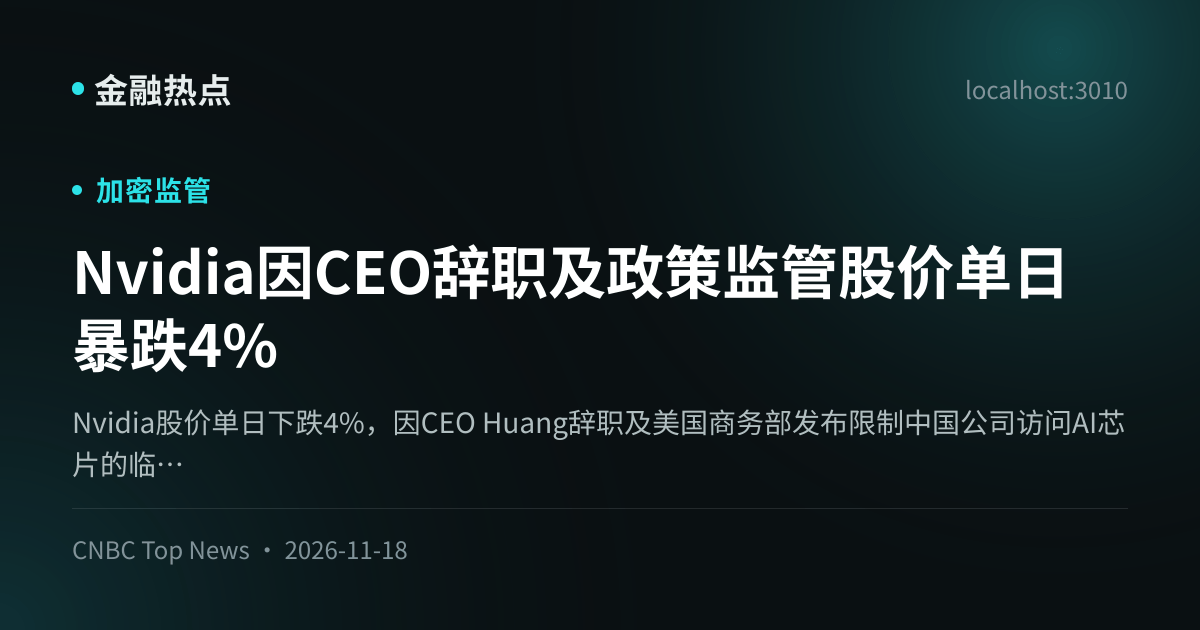 金融热点
localhost:3010
加密监管
Nvidia因CEO辞职及政策监管股价单日
暴跌4%
Nvidia股价单日下跌4%，因CEO Huang辞职及美国商务部发布限制中国公司访问AI芯
片的临…
CNBC Top News • 2026-11-18